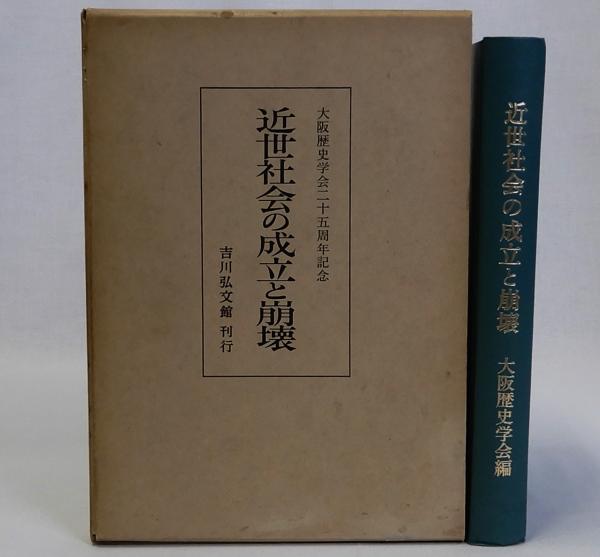 大阪歴史学会二十五周年記念
近世社会の成立と崩壊
吉川弘文館 刊行
近世社会の成立と崩壊
大阪歴史学会編